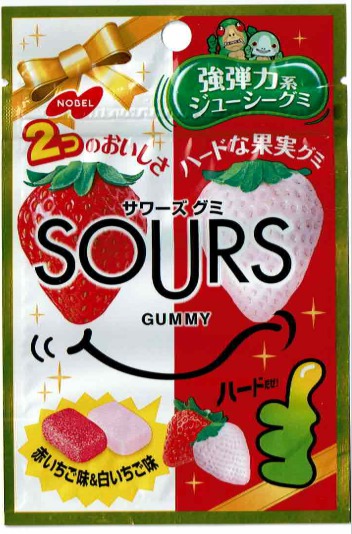 NOBEL
強弾力系
ジューシーグミ
2つのおいしさ
ハードな果実グミ
サワーズ グミ
SOURS
GUMMY
ハードだぜ!
赤いちご味&白いちご味